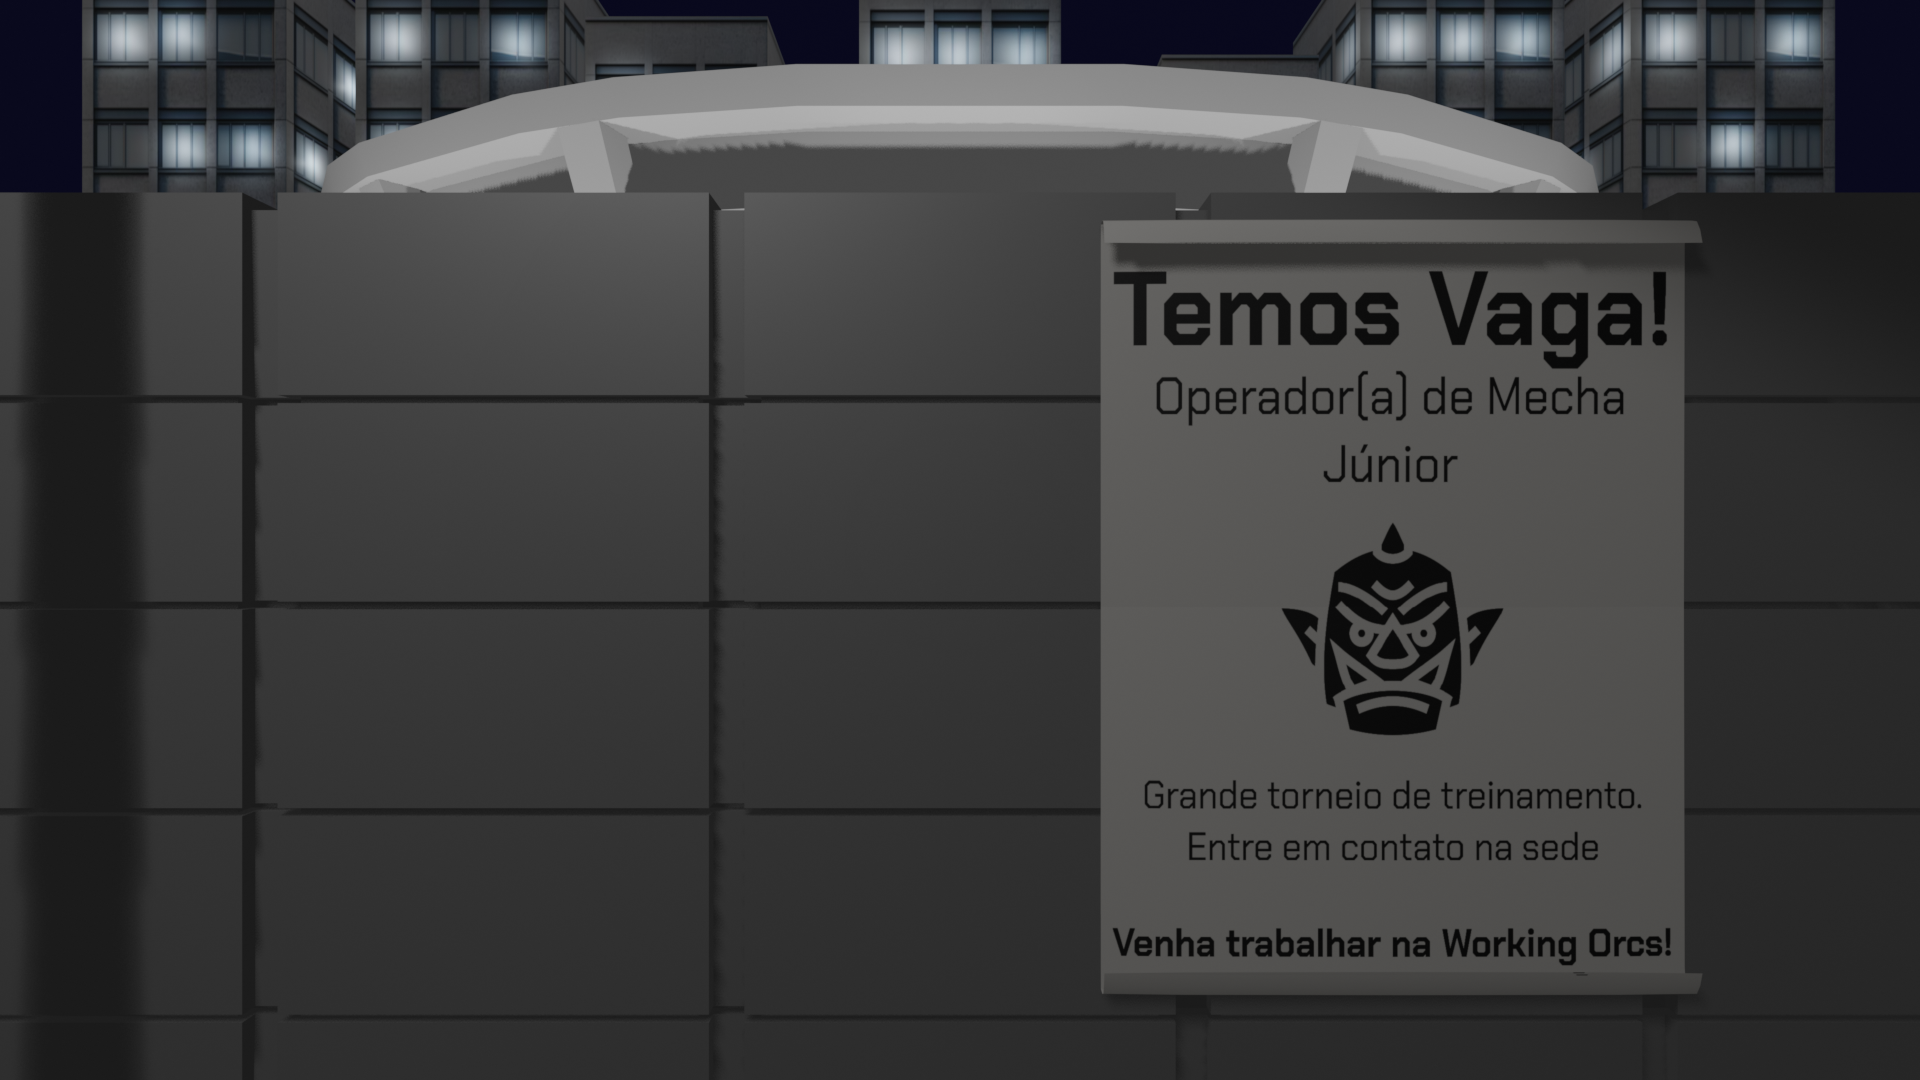 Temos Vaga!
Operador(a) de Mecha
Júnior
Grande torneio de treinamento.
Entre em contato na sede
Venha trabalhar na Working Orcs!